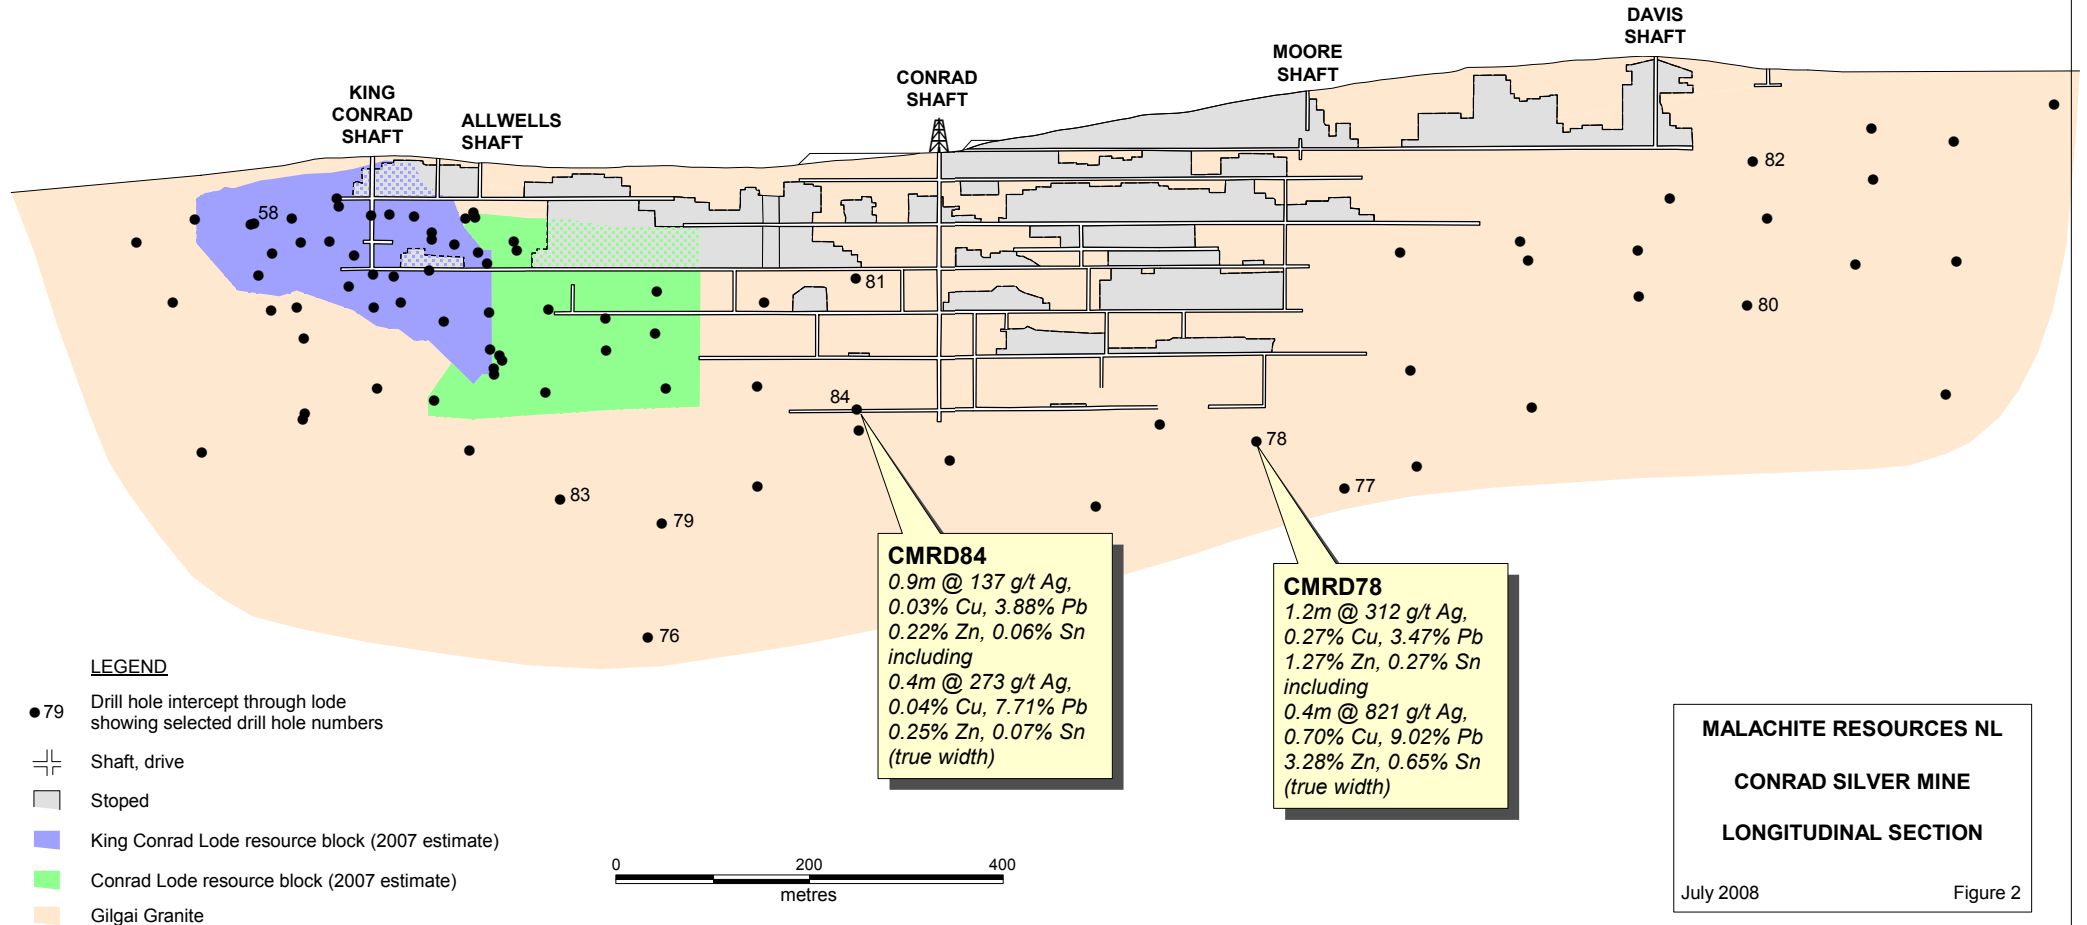 DAVIS
SHAFT
MOORE
SHAFT
CONRAD
SHAFT
KING
CONRAD
SHAFT
ALLWELLS
SHAFT
58
82
81
80
84
78
77
83
79
76
CMRD84
0.9m @ 137 g/t Ag,
0.03% Cu, 3.88% Pb
0.22% Zn, 0.06% Sn
including
0.4m @ 273 g/t Ag,
0.04% Cu, 7.71% Pb
0.25% Zn, 0.07% Sn
(true width)
CMRD78
1.2m @ 312 g/t Ag,
0.27% Cu, 3.47% Pb
1.27% Zn, 0.27% Sn
including
0.4m @ 821 g/t Ag,
0.70% Cu, 9.02% Pb
3.28% Zn, 0.65% Sn
(true width)
LEGEND
79 Drill hole intercept through lode
showing selected drill hole numbers
Shaft, drive
Stoped
King Conrad Lode resource block (2007 estimate)
Conrad Lode resource block (2007 estimate)
Gilgai Granite
0 200 400
metres
MALACHITE RESOURCES NL
CONRAD SILVER MINE
LONGITUDINAL SECTION
July 2008 Figure 2